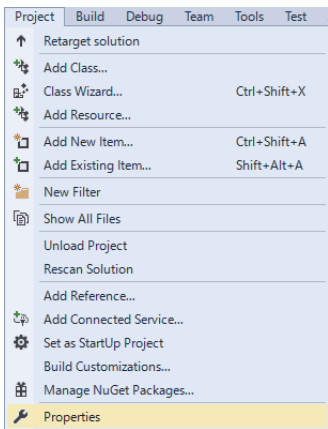 Project Build Debug Team Tools Test
Retarget solution
Add Class...
Class Wizard... Ctrl+Shift+X
Add Resource...
Add New Item... Ctrl+Shift+A
Add Existing Item... Shift+Alt+A
New Filter
Show All Files
Unload Project
Rescan Solution
Add Reference...
Add Connected Service...
Set as StartUp Project
Build Customizations...
Manage NuGet Packages...
Properties